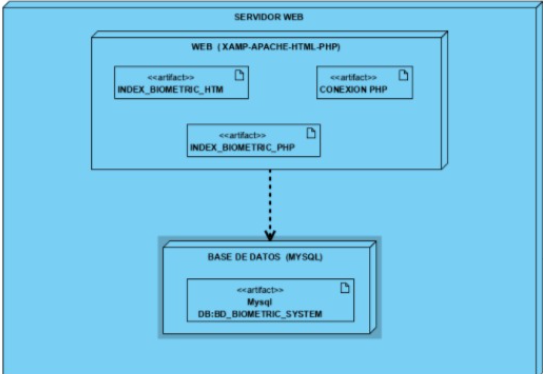 SERVIDOR WEB
WEB (XAMP-APACHE-HTML-PHP)
<<artifact>>
INDEX_BIOMETRIC_HTM
<<artifact>>
CONEXION PHP
<<artifact>>
INDEX_BIOMETRIC_PHP
BASE DE DATOS (MYSQL)
<<artifact>>
Mysql
DB:BD_BIOMETRIC_SYSTEM